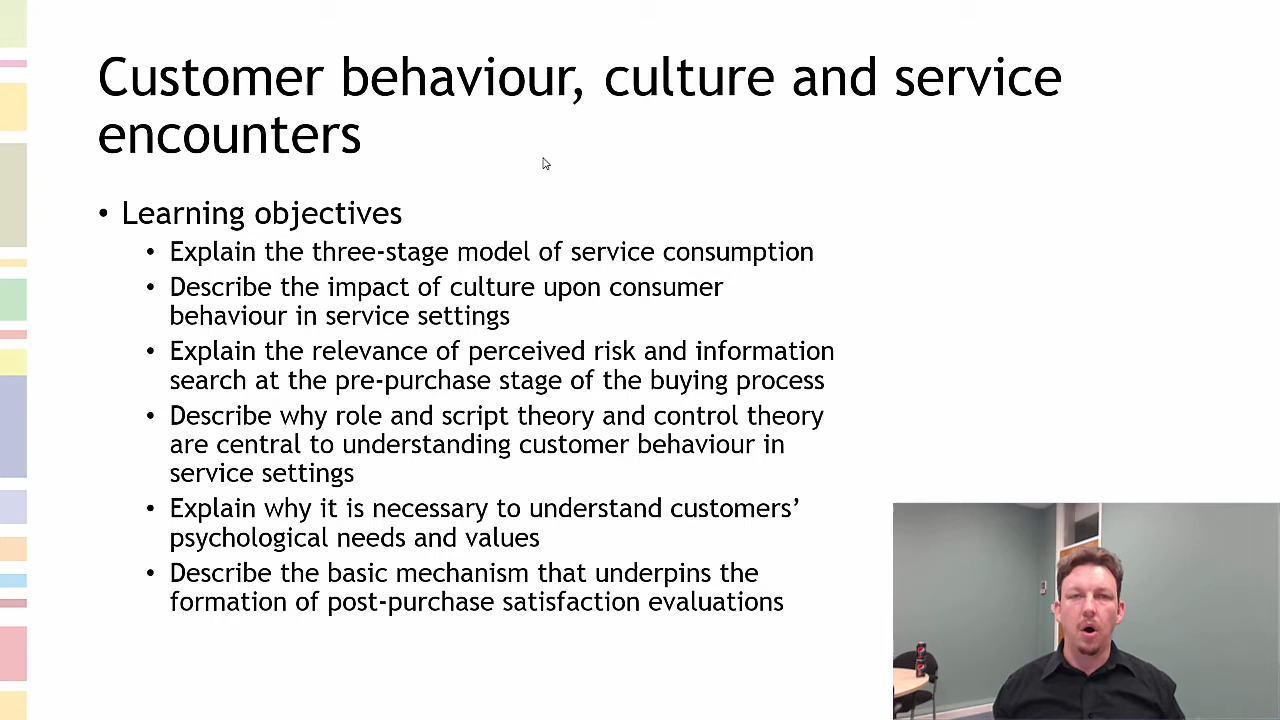 Customer behaviour, culture and service
encounters
• Learning objectives
• Explain the three-stage model of service consumption
• Describe the impact of culture upon consumer
behaviour in service settings
• Explain the relevance of perceived risk and information
search at the pre-purchase stage of the buying process
• Describe why role and script theory and control theory
are central to understanding customer behaviour in
service settings
• Explain why it is necessary to understand customers’
psychological needs and values
• Describe the basic mechanism that underpins the
formation of post-purchase satisfaction evaluations